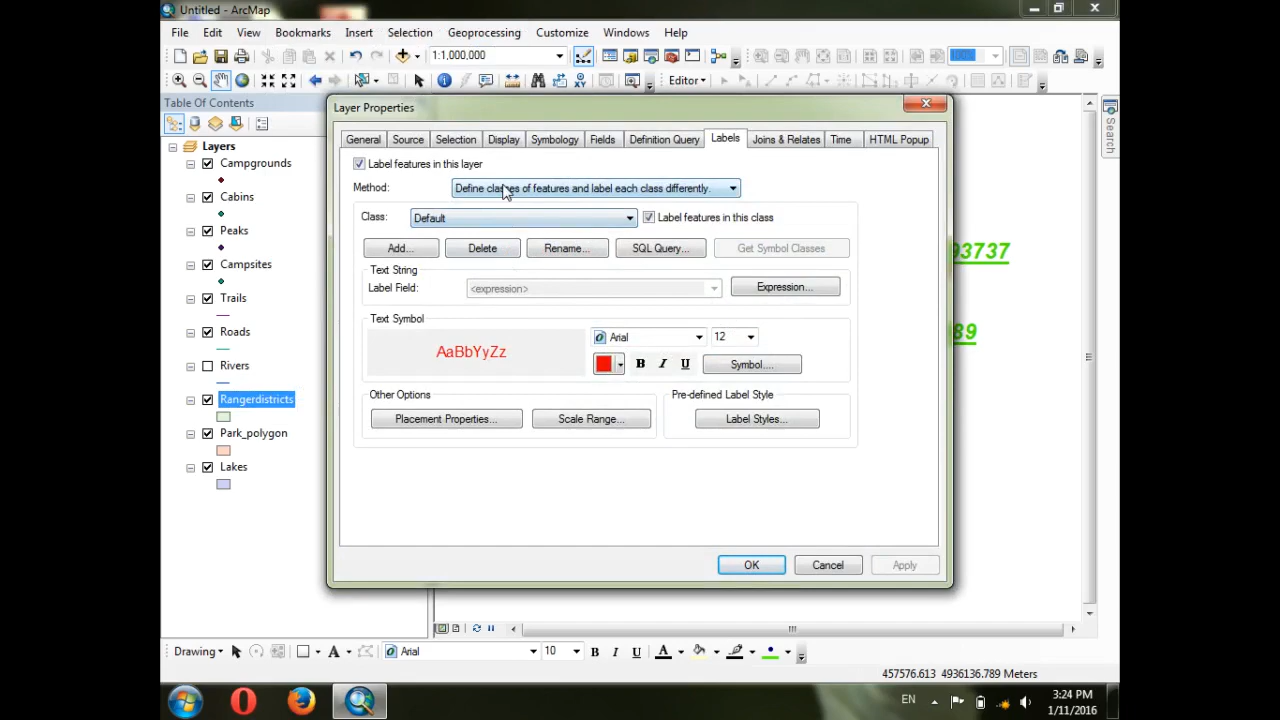 Untitled - ArcMap
File Edit View Bookmarks Insert Selection Geoprocessing Customize Windows Help
1:1,000,000 100%
Editor
Table Of Contents
Layers
Campgrounds
Cabins
Peaks
Campsites
Trails
Roads
Rivers
Rangerdistricts
Park_polygon
Lakes
Layer Properties
General Source Selection Display Symbology Fields Definition Query Labels Joins & Relates Time HTML Popup
Label features in this layer
Method: Define classes of features and label each class differently.
Class: Default Label features in this class
Add... Delete Rename... SQL Query... Get Symbol Classes
Text String
Label Field: <expression> Expression...
Text Symbol
AaBbYyZz
Arial 12
B I U Symbol...
Other Options
Placement Properties... Scale Range...
Pre-defined Label Style
Label Styles...
OK Cancel Apply
93737
89
Search
Drawing A Arial 10 B I U A
457576.613 4936136.789 Meters
EN
3:24 PM
1/11/2016